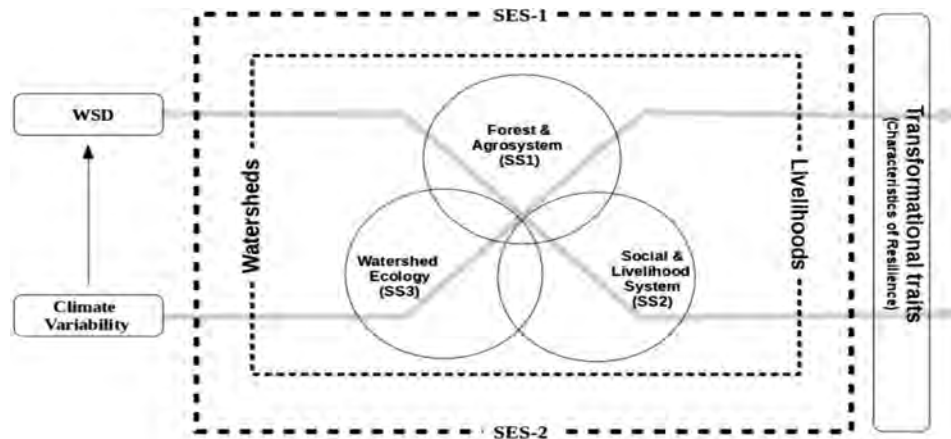 SES-1
WSD
Climate
Variability
Watersheds
Forest &
Agrosystem
(SS1)
Watershed
Ecology
(SS3)
Social &
Livelihood
System
(SS2)
Livelihoods
Transformational traits
(Characteristics of Resilience)
SES-2